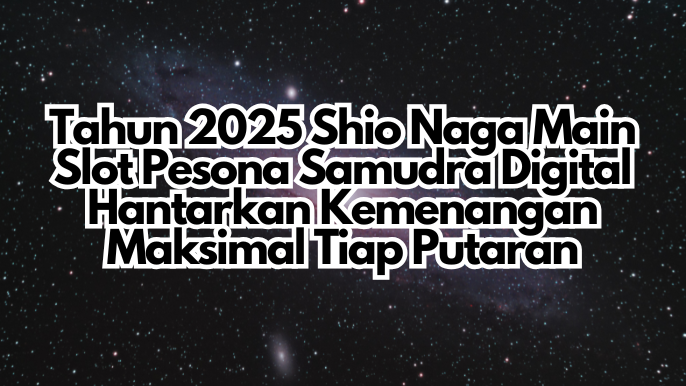 Tahun 2025 Shio Naga Main
Slot Pesona Samudra Digital
Hantarkan Kemenangan
Maksimal Tiap Putaran